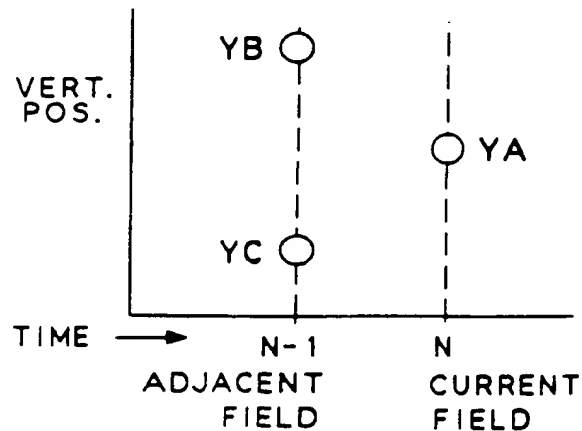 YB
VERT.
POS.
YA
YC
TIME
N-1
N
ADJACENT
FIELD
CURRENT
FIELD